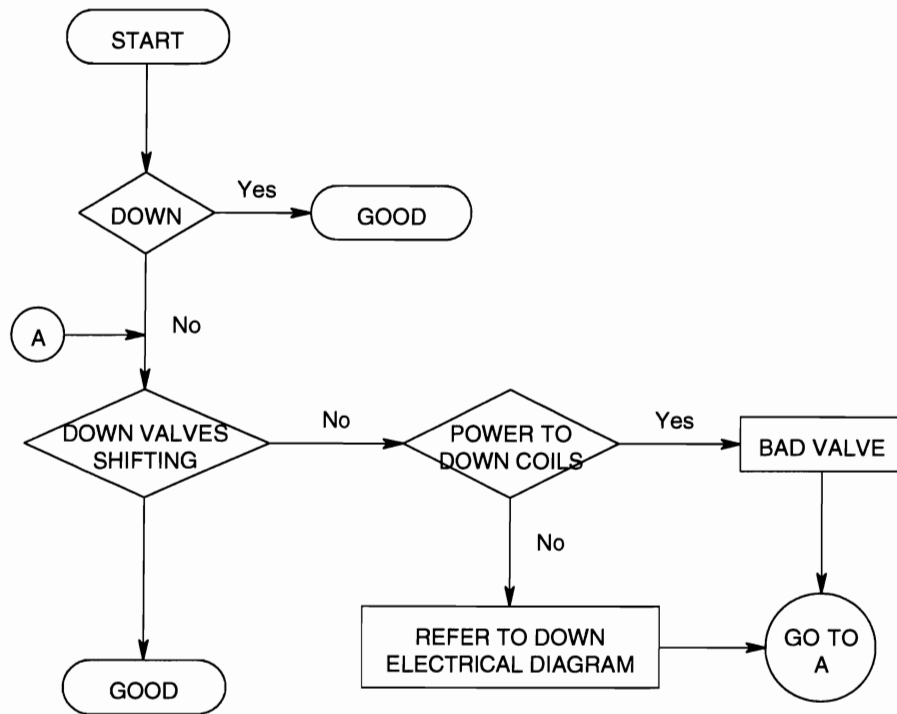 START
Yes
DOWN
GOOD
No
A
No
Yes
DOWN VALVES
SHIFTING
POWER TO
DOWN COILS
BAD VALVE
No
REFER TO DOWN
ELECTRICAL DIAGRAM
GO TO
A
GOOD